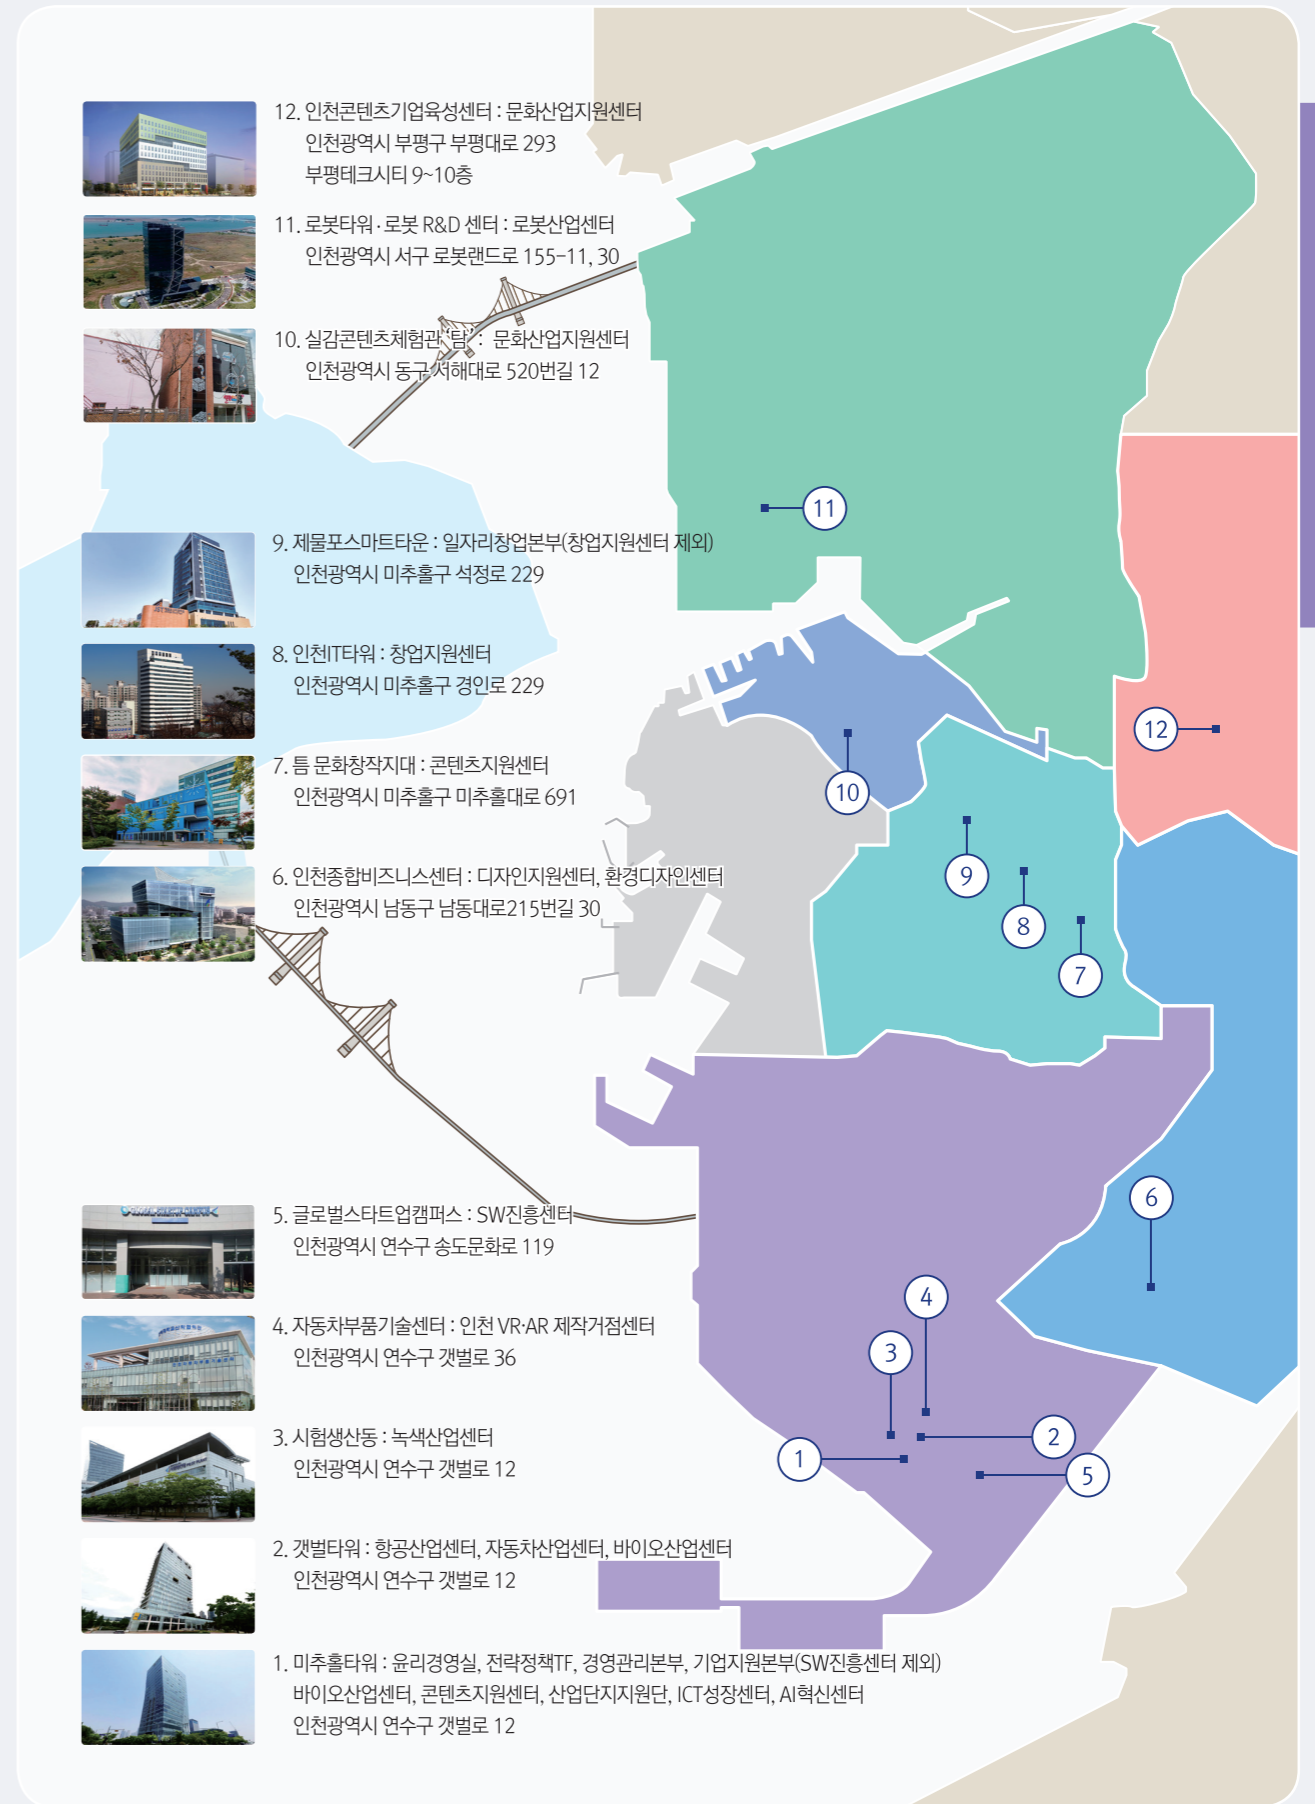 12. 인천콘텐츠기업육성센터 : 문화산업지원센터
인천광역시 부평구 부평대로 293
부평테크시티 9~10층
11. 로봇타워·로봇 R&D 센터 : 로봇산업센터
인천광역시 서구 로봇랜드로 155-11, 30
10. 실감콘텐츠체험관 '탐' : 문화산업지원센터
인천광역시 동구 서해대로 520번길 12
9. 제물포스마트타운 : 일자리창업본부(창업지원센터 제외)
인천광역시 미추홀구 석정로 229
8. 인천IT타워 : 창업지원센터
인천광역시 미추홀구 경인로 229
7. 틈 문화창작지대 : 콘텐츠지원센터
인천광역시 미추홀구 미추홀대로 691
6. 인천종합비즈니스센터 : 디자인지원센터, 환경디자인센터
인천광역시 남동구 남동대로215번길 30
5. 글로벌스타트업캠퍼스 : SW진흥센터
인천광역시 연수구 송도문화로 119
4. 자동차부품기술센터 : 인천 VR·AR 제작거점센터
인천광역시 연수구 갯벌로 36
3. 시험생산동 : 녹색산업센터
인천광역시 연수구 갯벌로 12
2. 갯벌타워 : 항공산업센터, 자동차산업센터, 바이오산업센터
인천광역시 연수구 갯벌로 12
1. 미추홀타워 : 윤리경영실, 전략정책TF, 경영관리본부, 기업지원본부(SW진흥센터 제외)
바이오산업센터, 콘텐츠지원센터, 산업단지지원단, ICT성장센터, AI혁신센터
인천광역시 연수구 갯벌로 12
11
12
10
9
8
7
6
4
3
2
1
5